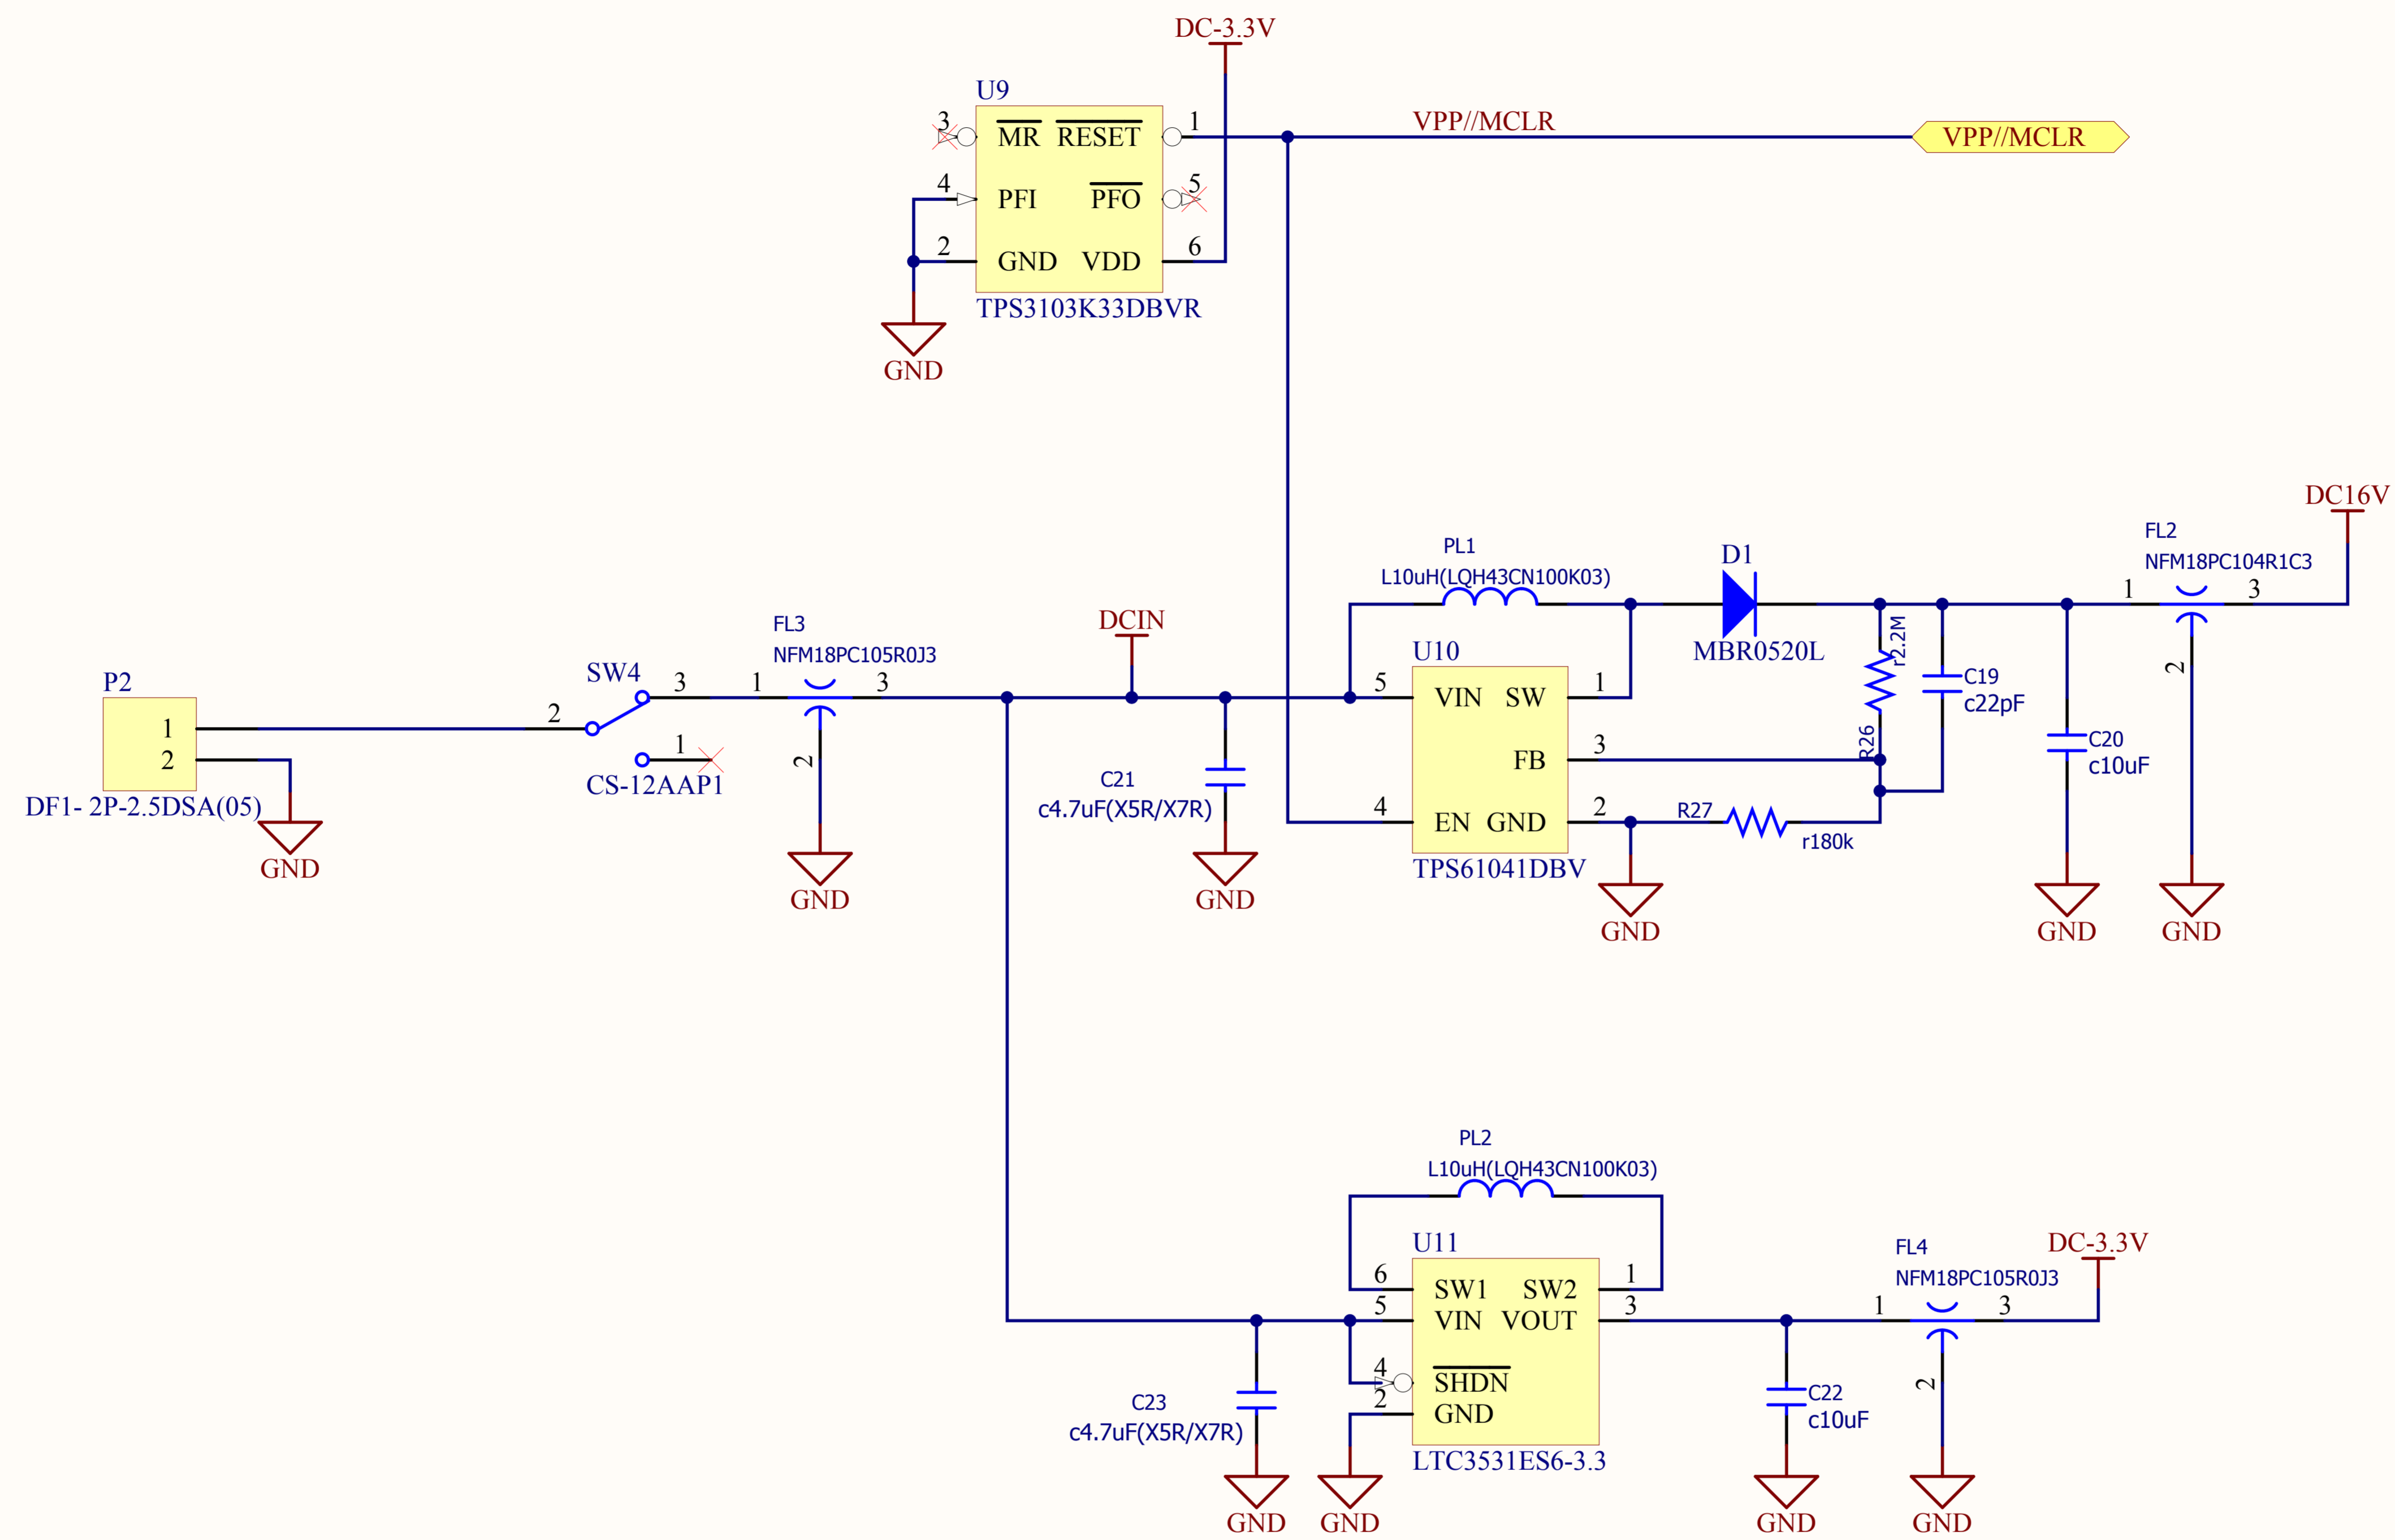 DC-3.3V
U9
3
MR
RESET
1
VPP//MCLR
VPP//MCLR
4
PFI
PFO
5
2
GND
VDD
6
TPS3103K33DBVR
GND
DC16V
FL2
NFM18PC104R1C3
1
3
2
PL1
L10uH(LQH43CN100K03)
D1
MBR0520L
r2.2M
R26
C19
c22pF
C20
c10uF
DCIN
FL3
NFM18PC105R0J3
1
3
2
SW4
3
2
1
CS-12AAP1
P2
1
2
DF1- 2P-2.5DSA(05)
GND
GND
C21
c4.7uF(X5R/X7R)
GND
U10
5
VIN
SW
1
FB
3
4
EN
GND
2
R27
r180k
TPS61041DBV
GND
GND
GND
PL2
L10uH(LQH43CN100K03)
U11
6
SW1
SW2
1
5
VIN
VOUT
3
4
SHDN
2
GND
LTC3531ES6-3.3
FL4
NFM18PC105R0J3
1
3
2
DC-3.3V
C23
c4.7uF(X5R/X7R)
C22
c10uF
GND
GND
GND
GND